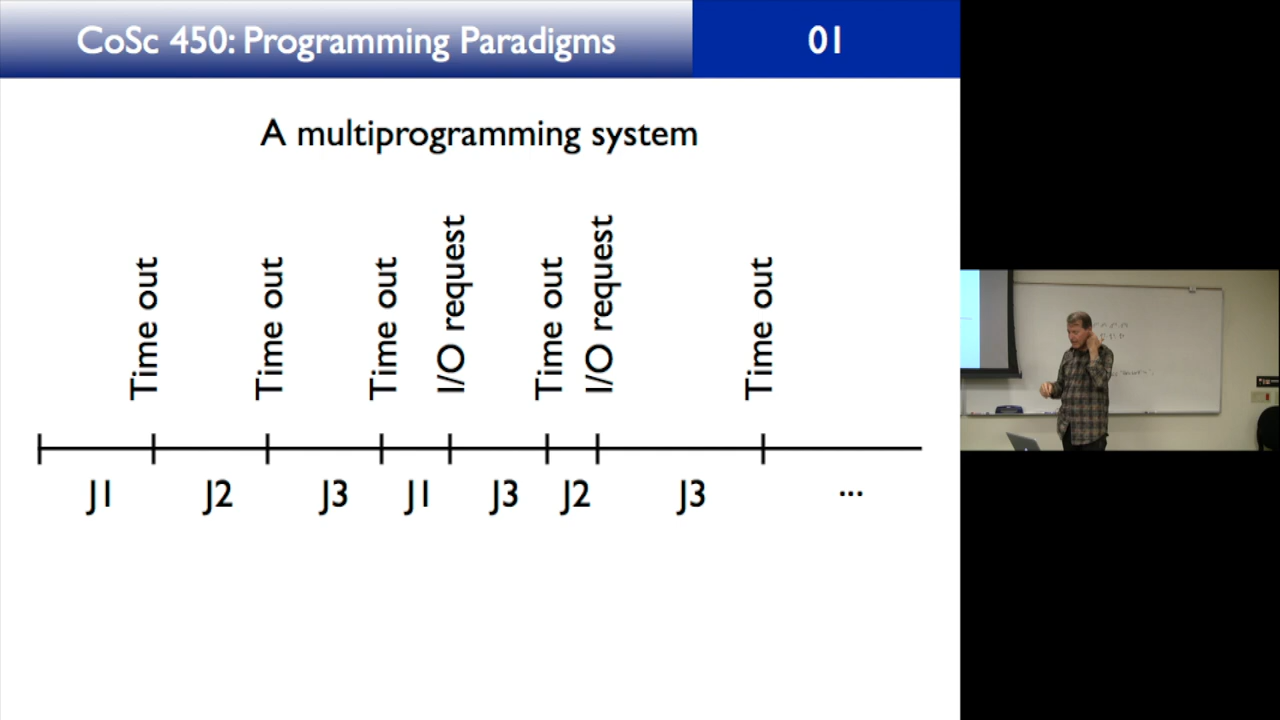 CoSc 450: Programming Paradigms
01
A multiprogramming system
Time out
Time out
Time out
I/O request
Time out
I/O request
Time out
J1 J2 J3 J1 J3 J2 J3 ...